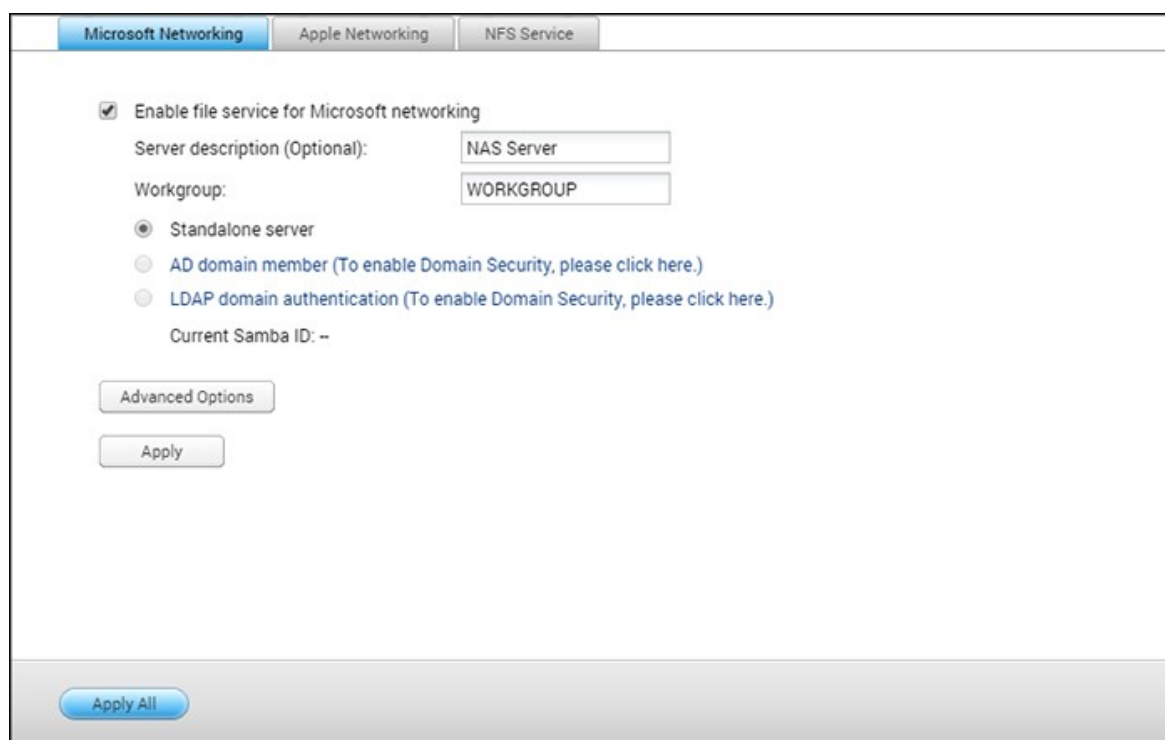 Microsoft Networking Apple Networking NFS Service
Enable file service for Microsoft networking
Server description (Optional): NAS Server
Workgroup: WORKGROUP
Standalone server
AD domain member (To enable Domain Security, please click here.)
LDAP domain authentication (To enable Domain Security, please click here.)
Current Samba ID: --
Advanced Options
Apply
Apply All